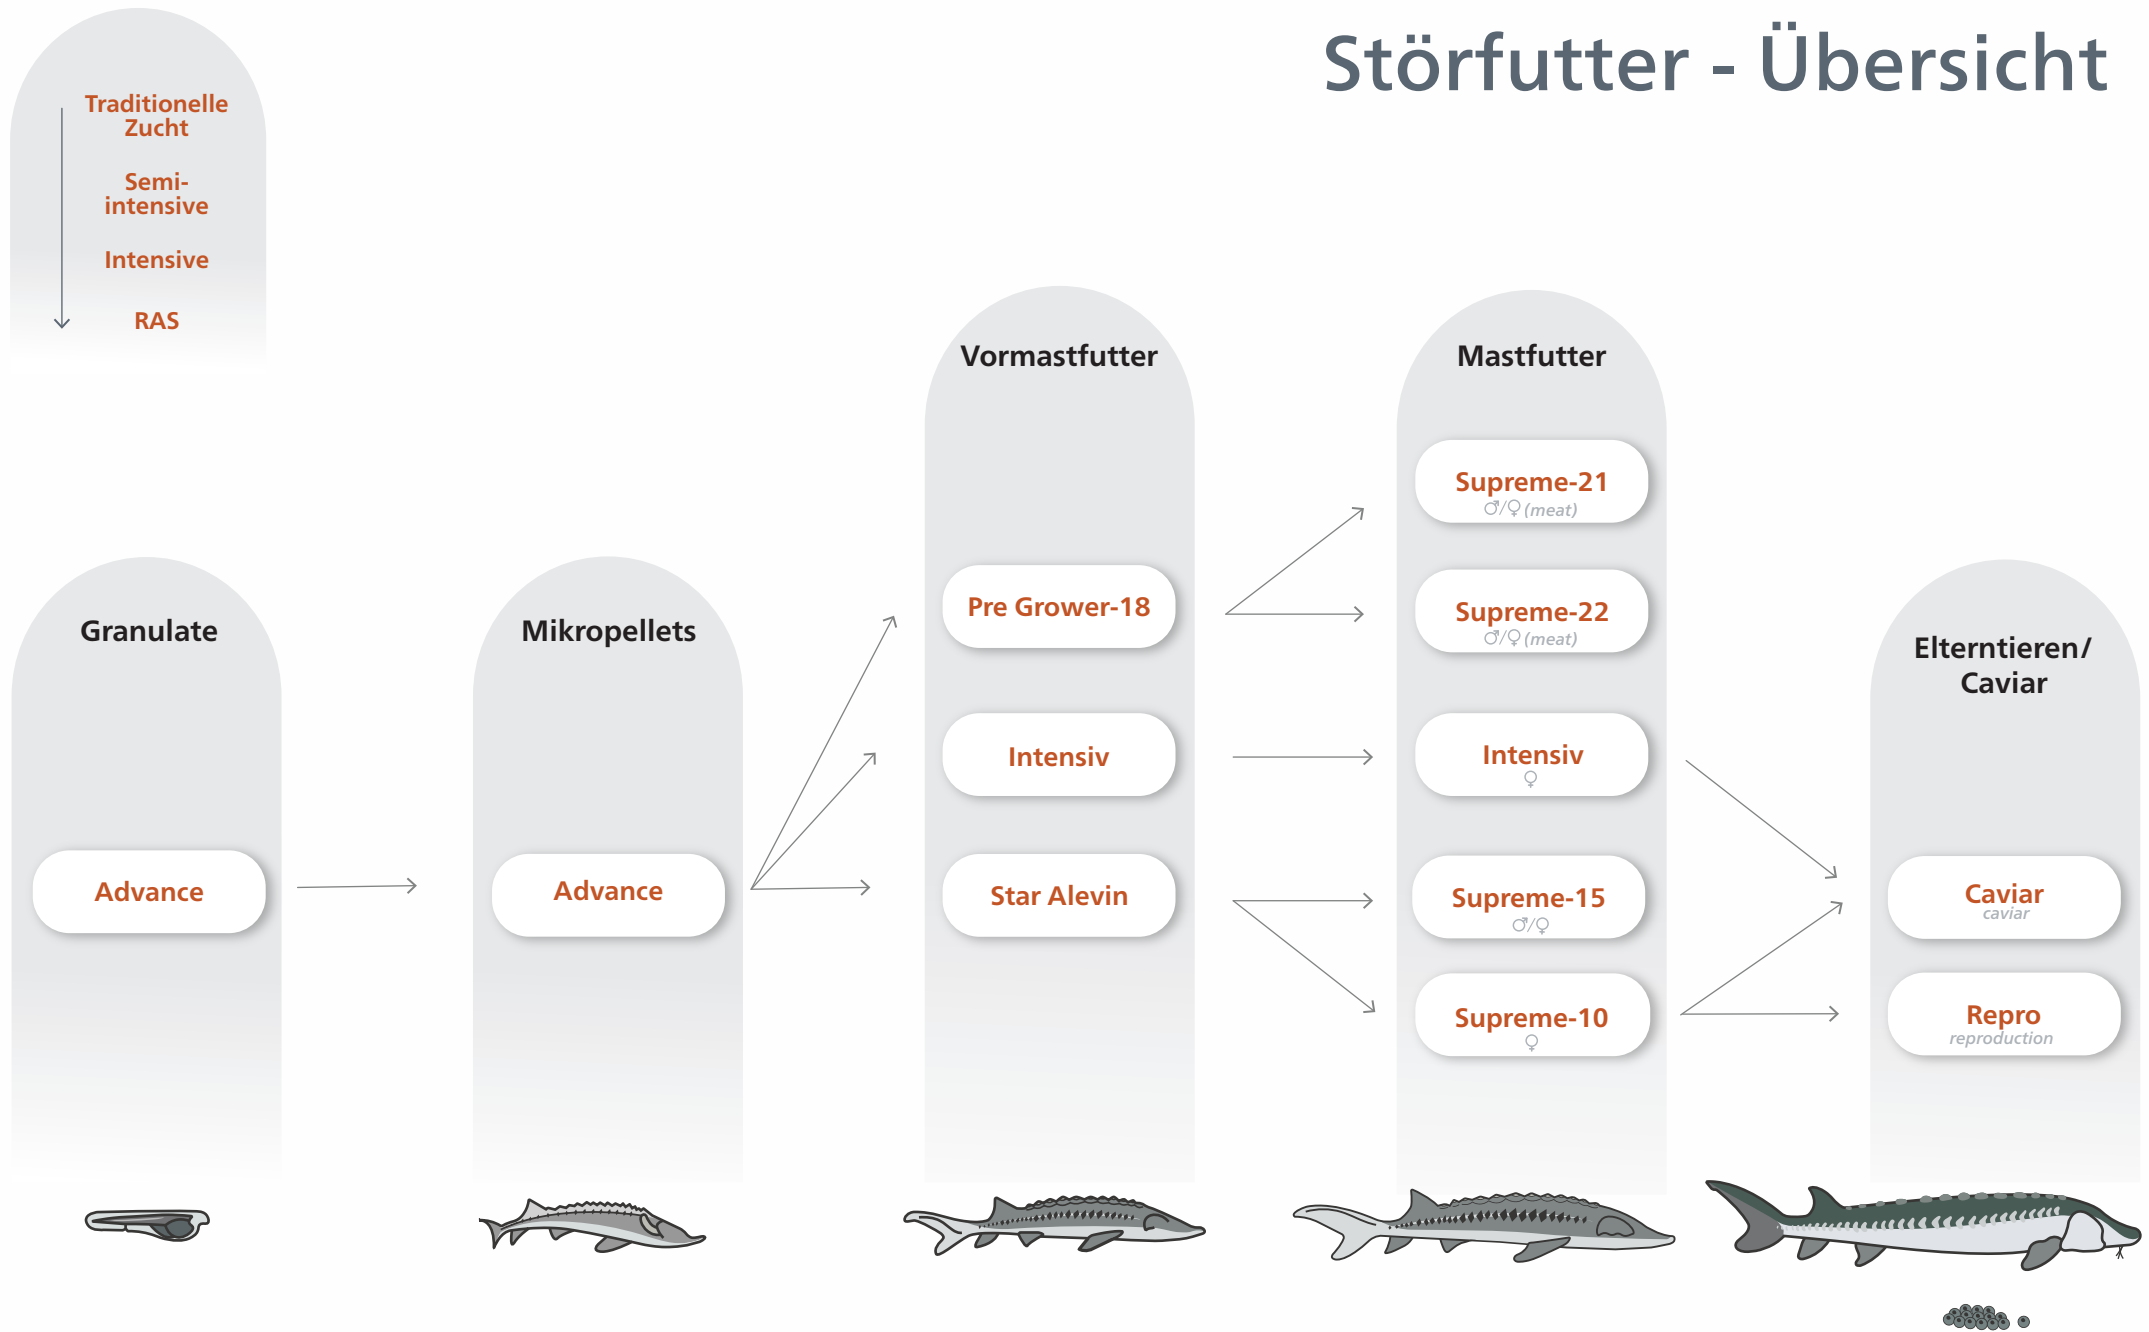 Störfutter - Übersicht
Traditionelle
Zucht
Semi-
intensive
Intensive
RAS
Granulate
Advance
Mikropellets
Advance
Vormastfutter
Pre Grower-18
Intensiv
Star Alevin
Mastfutter
Supreme-21
♂/♀ (meat)
Supreme-22
♂/♀ (meat)
Intensiv
♀
Supreme-15
♂/♀
Supreme-10
♀
Elterntieren/
Caviar
Caviar
caviar
Repro
reproduction